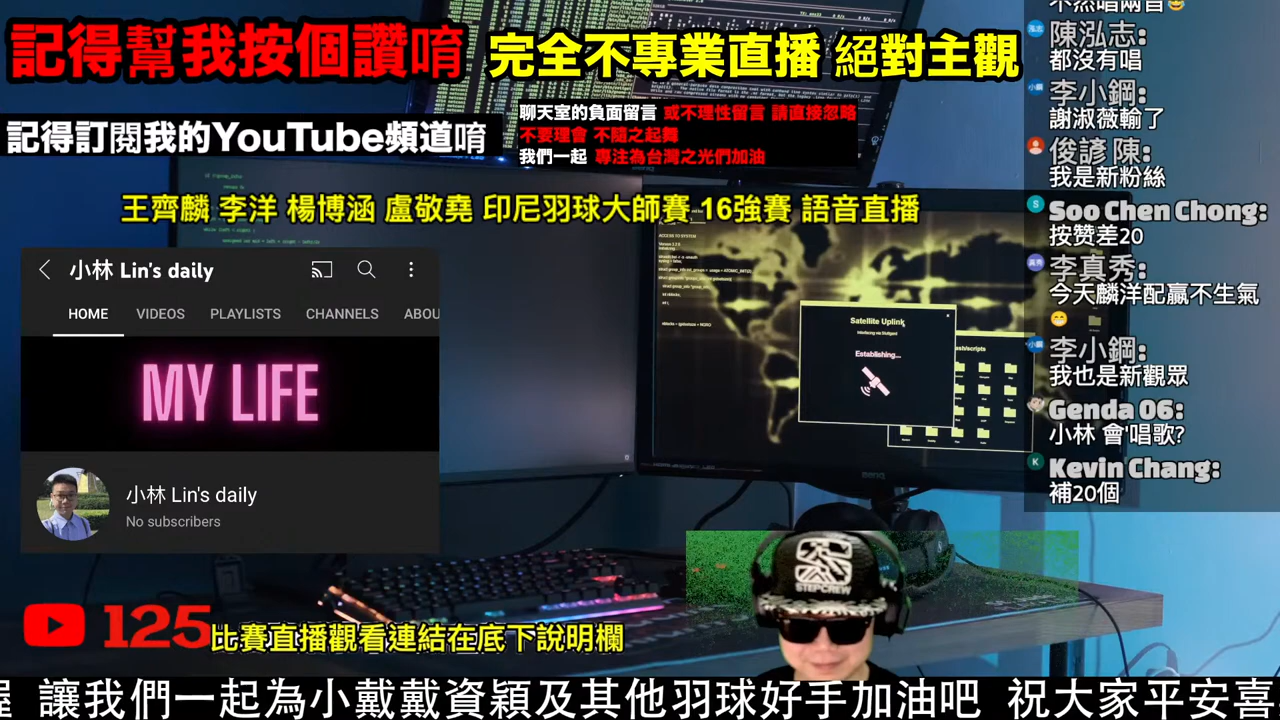 記得幫我按個讚唷
完全不專業直播 絕對主觀
聊天室的負面留言 或不理性留言 請直接忽略
不要理會 不隨之起舞
我們一起 專注為台灣之光們加油
記得訂閱我的YouTube頻道唷
王齊麟 李洋 楊博涵 盧敬堯 印尼羽球大師賽 16強賽 語音直播
小林 Lin's daily
HOME VIDEOS PLAYLISTS CHANNELS ABOU
MY LIFE
小林 Lin's daily
No subscribers
Satellite Uplink
Establishing...
BENQ
STEPCREW
125
比賽直播觀看連結在底下說明欄
讓我們一起為小戴戴資穎及其他羽球好手加油吧 祝大家平安喜
不然唱兩首😅
陳泓志:
都沒有唱
李小鋼:
謝淑薇輸了
俊諺 陳:
我是新粉絲
Soo Chen Chong:
按赞差20
李真秀:
今天麟洋配贏不生氣
😁
李小鋼:
我也是新觀眾
Genda 06:
小林 會唱歌?
Kevin Chang:
補20個